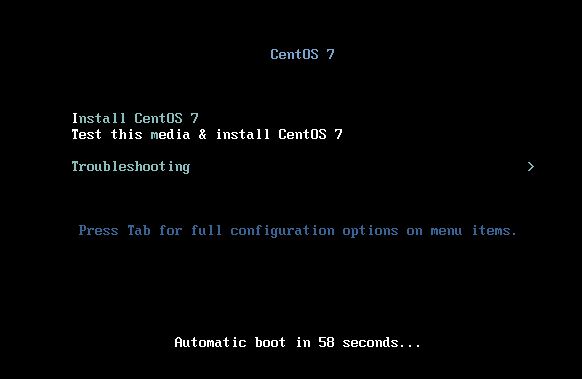 CentOS 7
Install CentOS 7
Test this media & install CentOS 7
Troubleshooting >
Press Tab for full configuration options on menu items.
Automatic boot in 58 seconds...